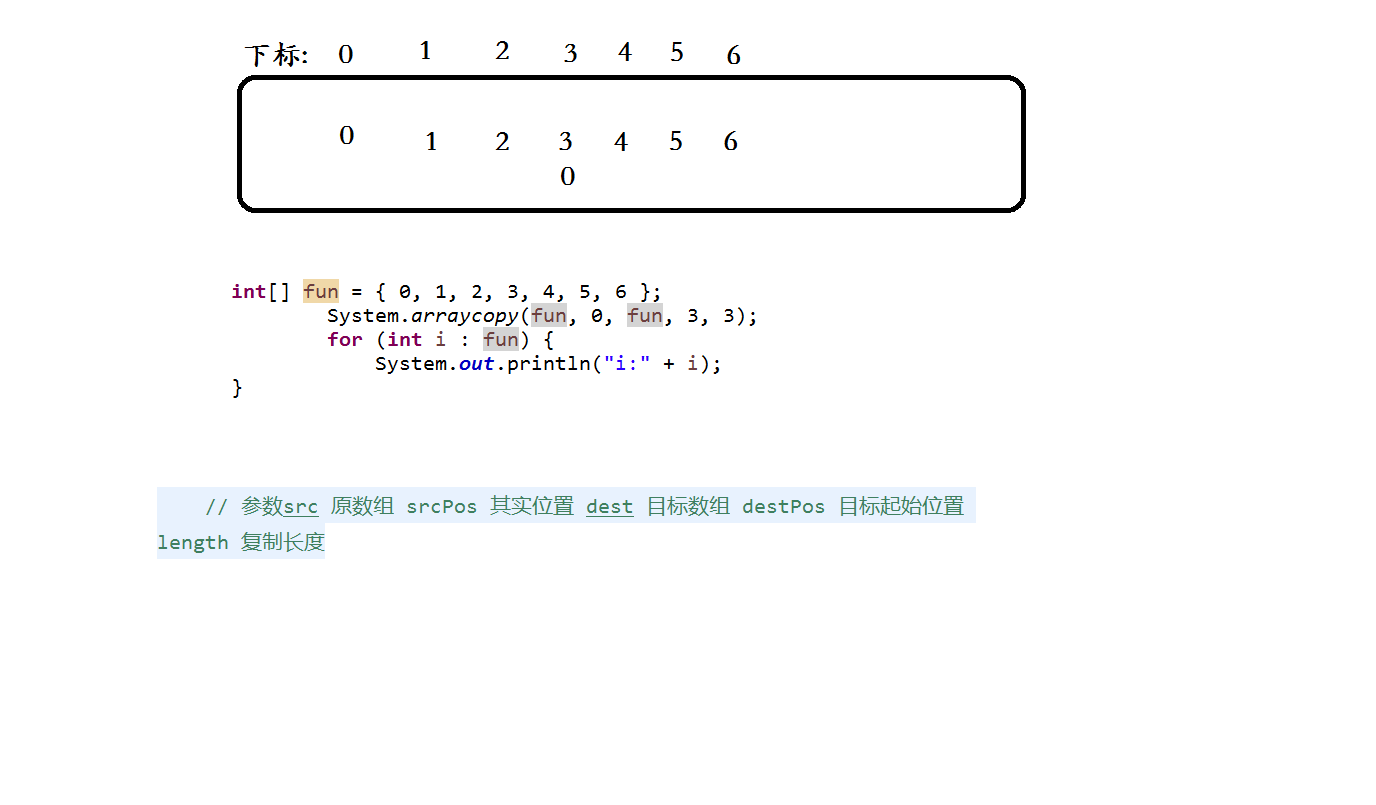 下标: 0 1 2 3 4 5 6
0 1 2 3 4 5 6
0
int[] fun = { 0, 1, 2, 3, 4, 5, 6 };
System.arraycopy(fun, 0, fun, 3, 3);
for (int i : fun) {
System.out.println("i:" + i);
}
// 参数src 原数组 srcPos 其实位置 dest 目标数组 destPos 目标起始位置
length 复制长度